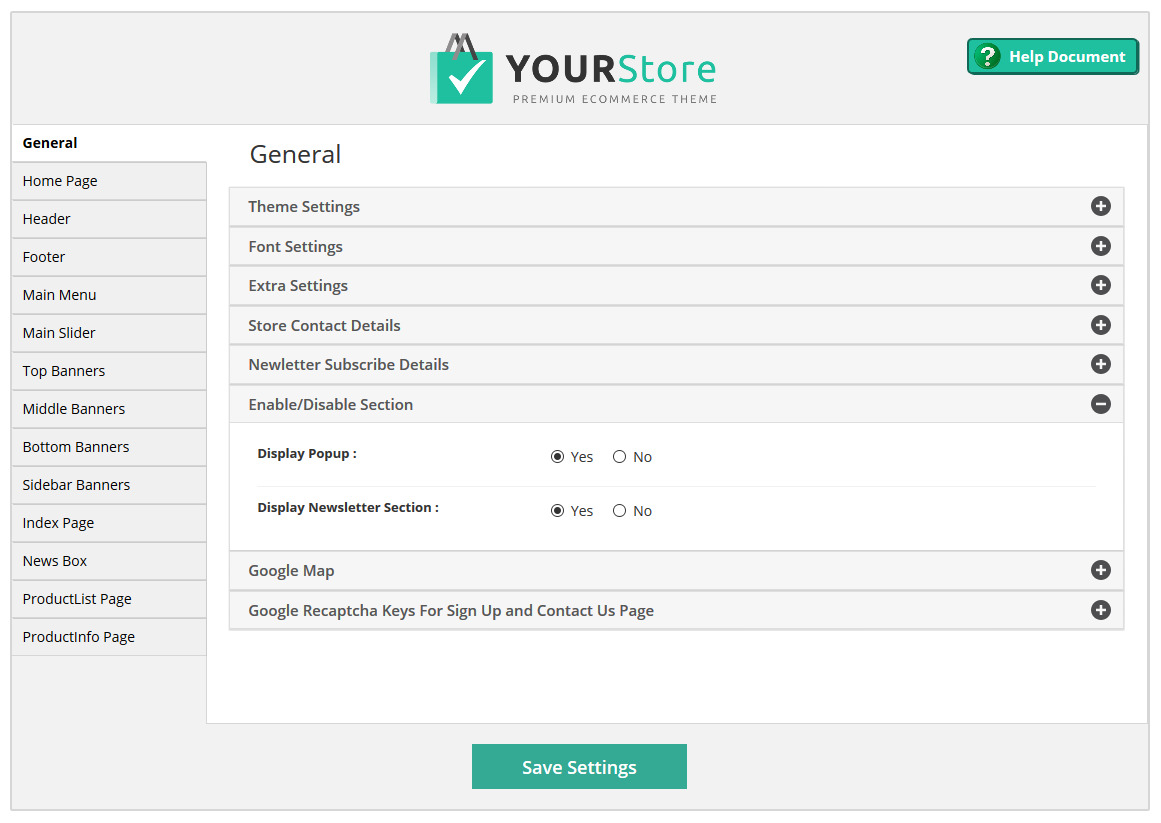 YOURStore
PREMIUM ECOMMERCE THEME
? Help Document
General
Home Page
Header
Footer
Main Menu
Main Slider
Top Banners
Middle Banners
Bottom Banners
Sidebar Banners
Index Page
News Box
ProductList Page
ProductInfo Page
General
Theme Settings
Font Settings
Extra Settings
Store Contact Details
Newletter Subscribe Details
Enable/Disable Section
Display Popup : Yes No
Display Newsletter Section : Yes No
Google Map
Google Recaptcha Keys For Sign Up and Contact Us Page
Save Settings